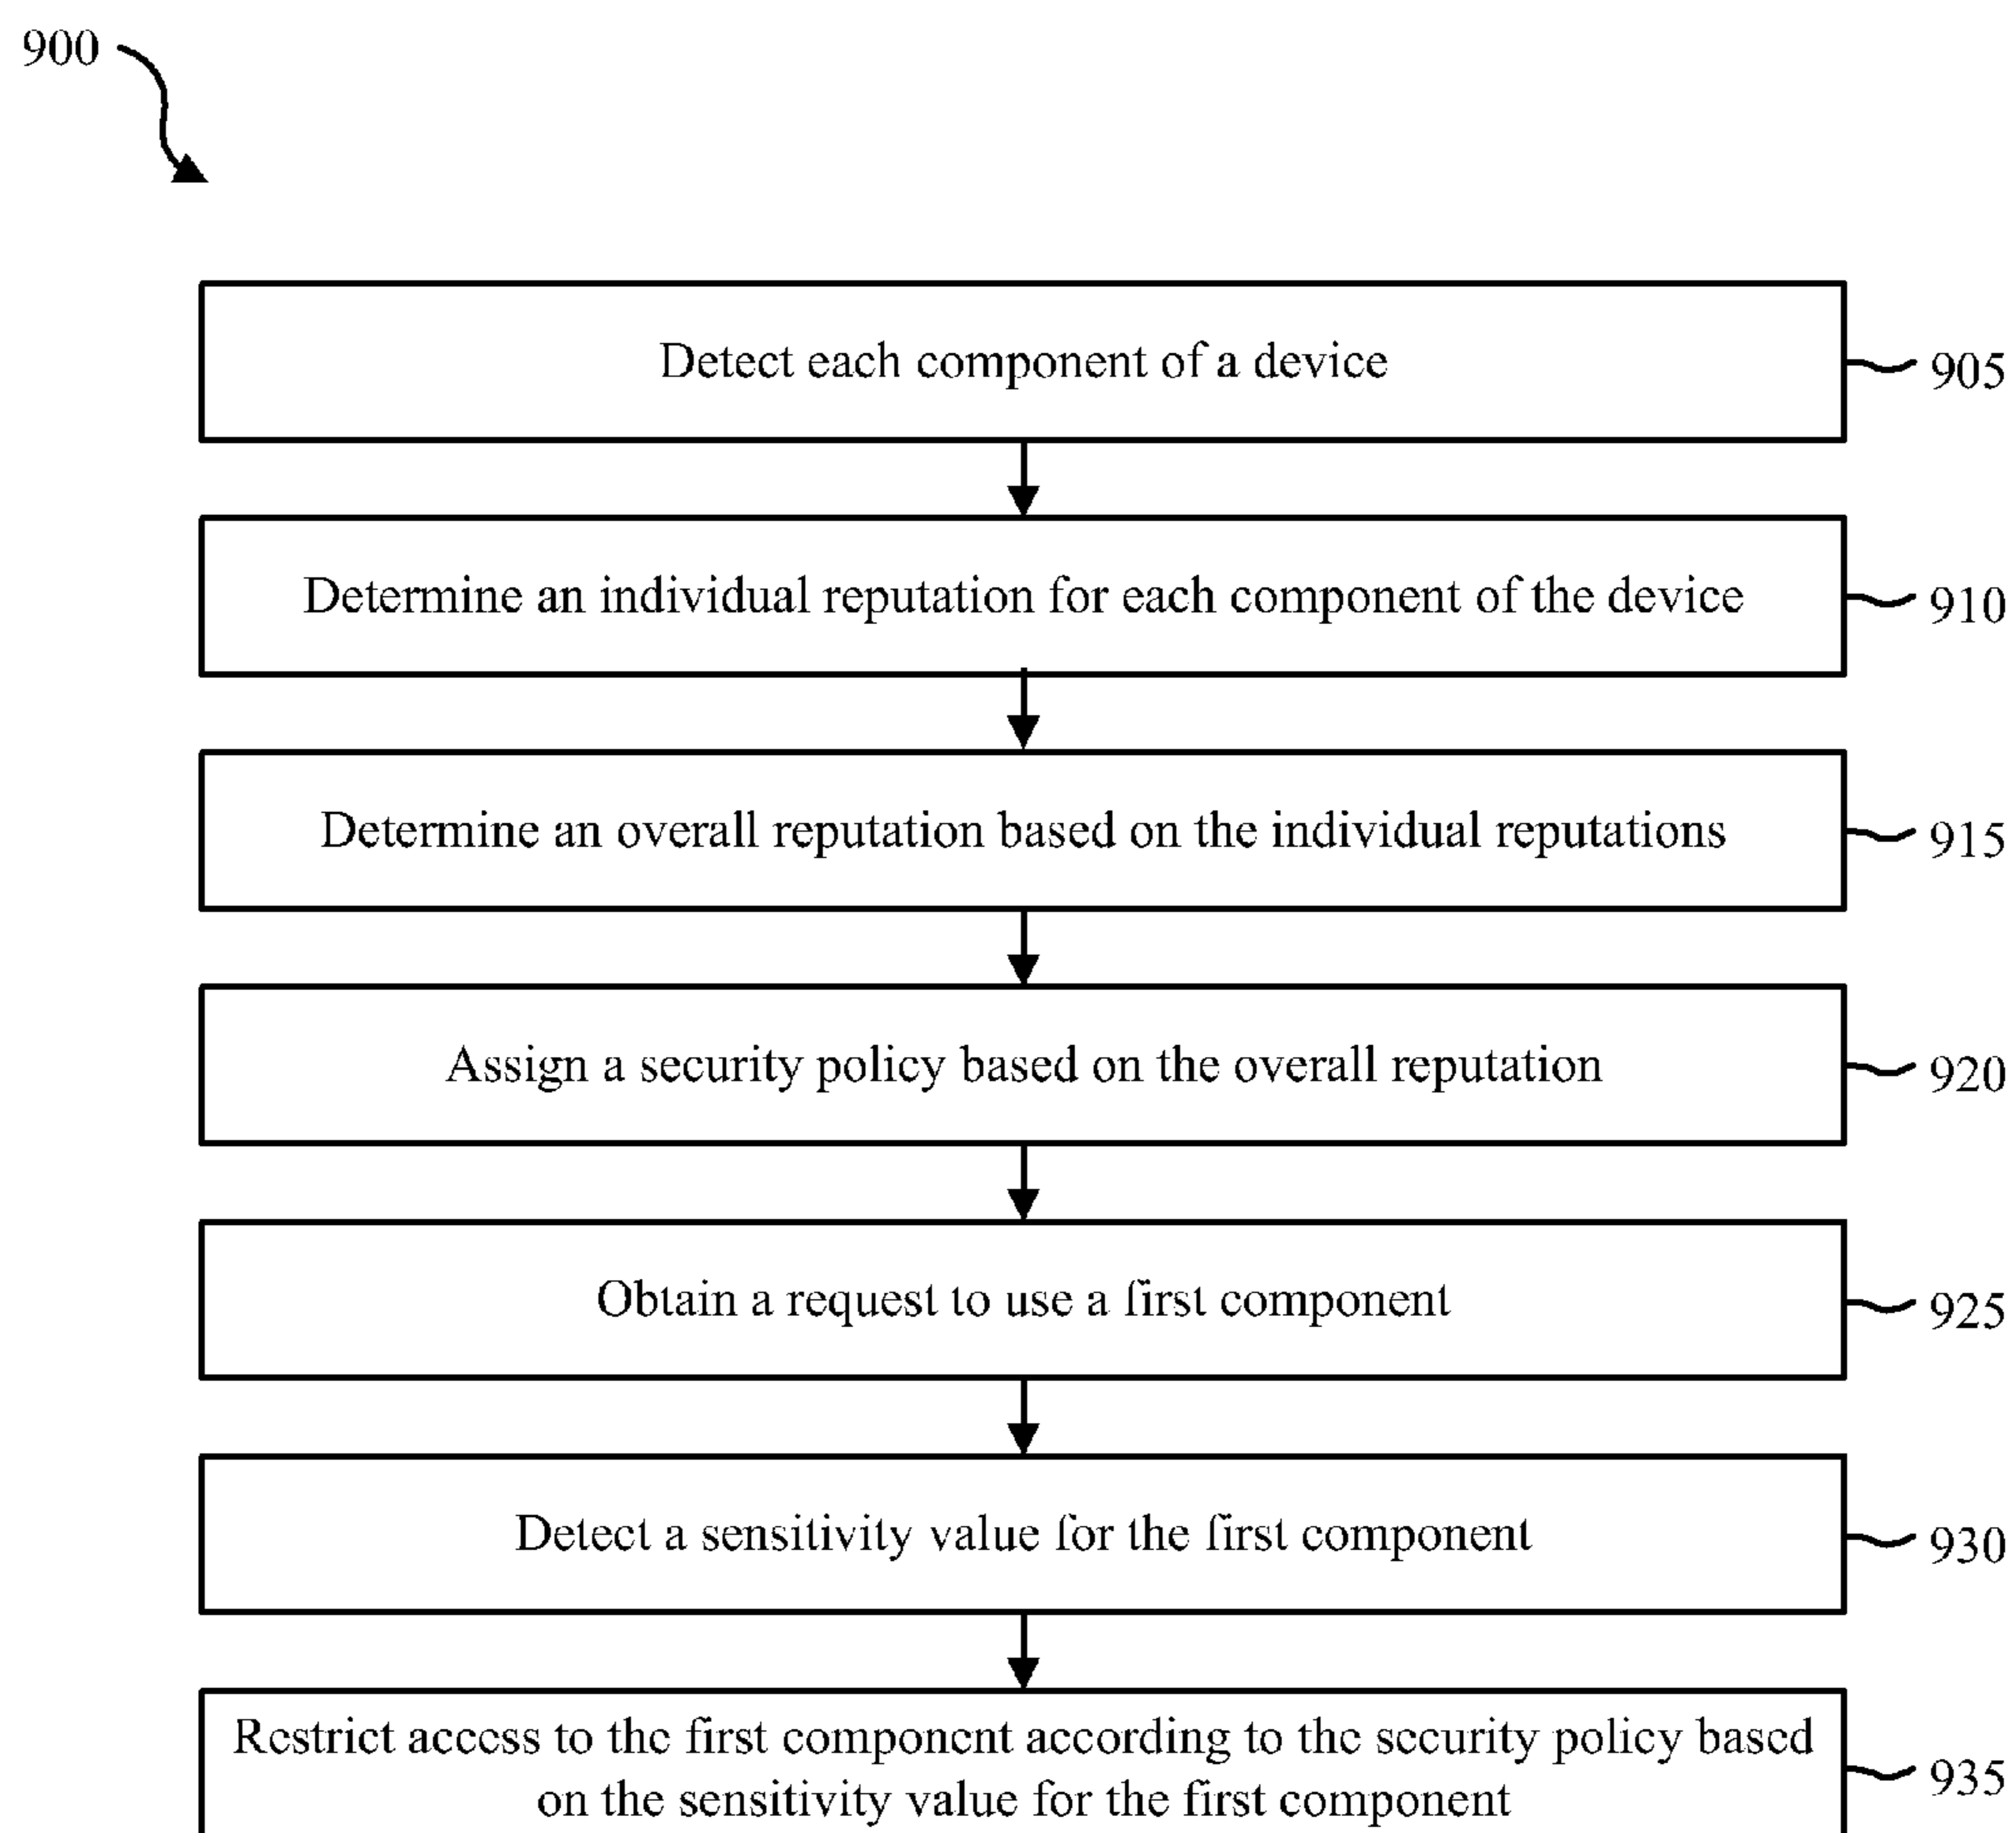 900
Detect each component of a device
905
Determine an individual reputation for each component of the device
910
Determine an overall reputation based on the individual reputations
915
Assign a security policy based on the overall reputation
920
Obtain a request to use a first component
925
Detect a sensitivity value for the first component
930
Restrict access to the first component according to the security policy based
on the sensitivity value for the first component
935